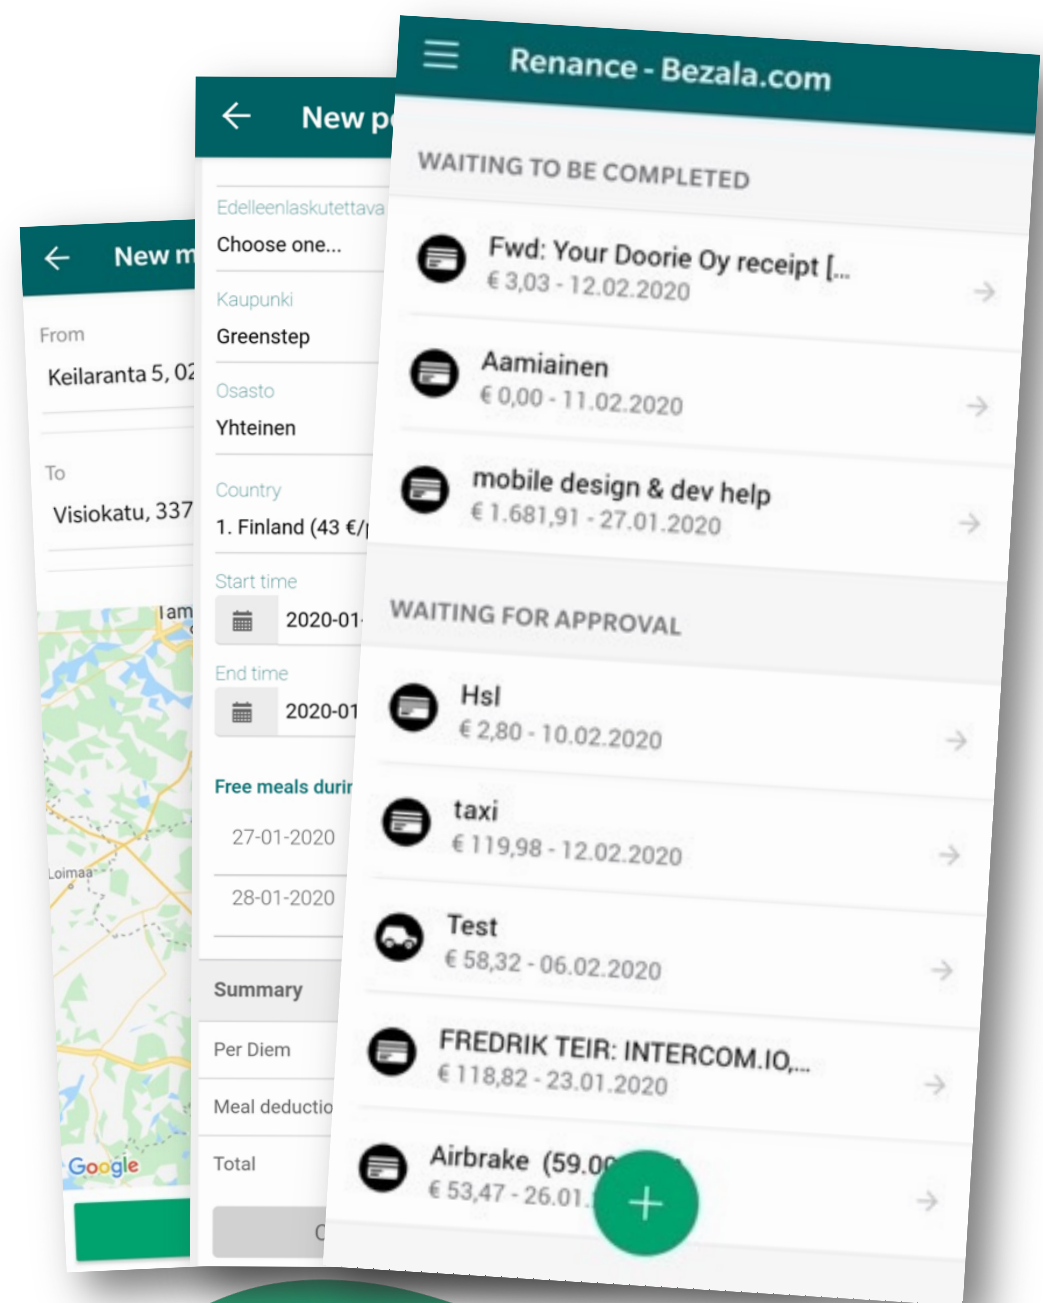 Renance - Bezala.com
WAITING TO BE COMPLETED
Fwd: Your Doorie Oy receipt [...
€ 3,03 - 12.02.2020
Aamiainen
€ 0,00 - 11.02.2020
mobile design & dev help
€ 1.681,91 - 27.01.2020
WAITING FOR APPROVAL
Hsl
€ 2,80 - 10.02.2020
taxi
€ 119,98 - 12.02.2020
Test
€ 58,32 - 06.02.2020
FREDRIK TEIR: INTERCOM.IO,...
€ 118,82 - 23.01.2020
Airbrake (59.00
€ 53,47 - 26.01.
New p
Edelleenlaskutettava
Choose one...
Kaupunki
Greenstep
Osasto
Yhteinen
Country
1. Finland (43 €/
Start time
2020-01-
End time
2020-01
Free meals durin
27-01-2020
28-01-2020
Summary
Per Diem
Meal deductio
Total
New m
From
Keilaranta 5, 02
To
Visiokatu, 337
Tam
Loimaa
Google